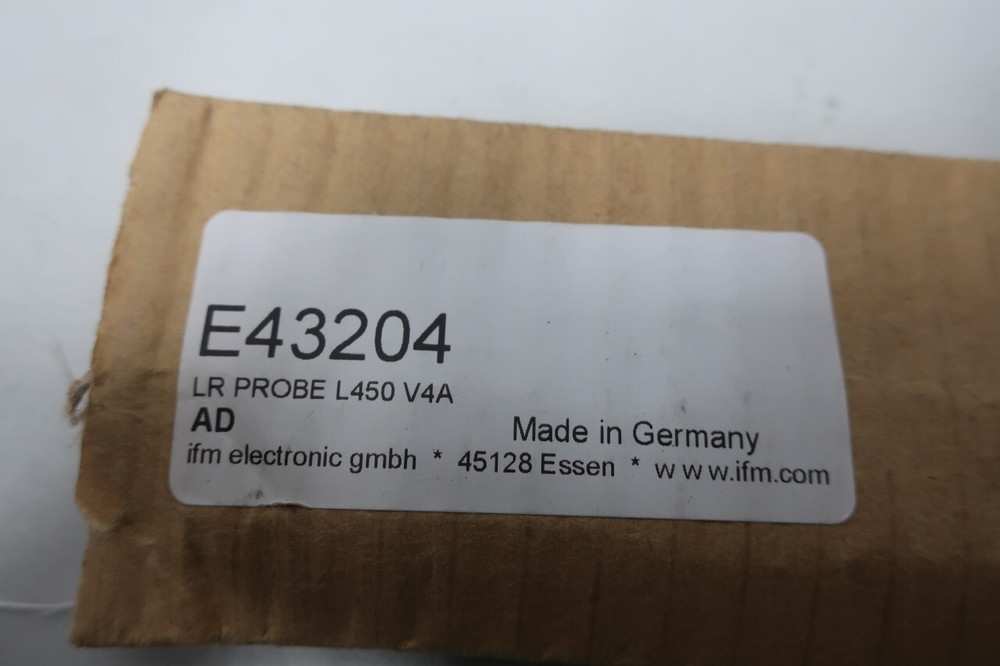 E43204
LR PROBE L450 V4A
AD
Made in Germany
ifm electronic gmbh * 45128 Essen * w w w.ifm.com